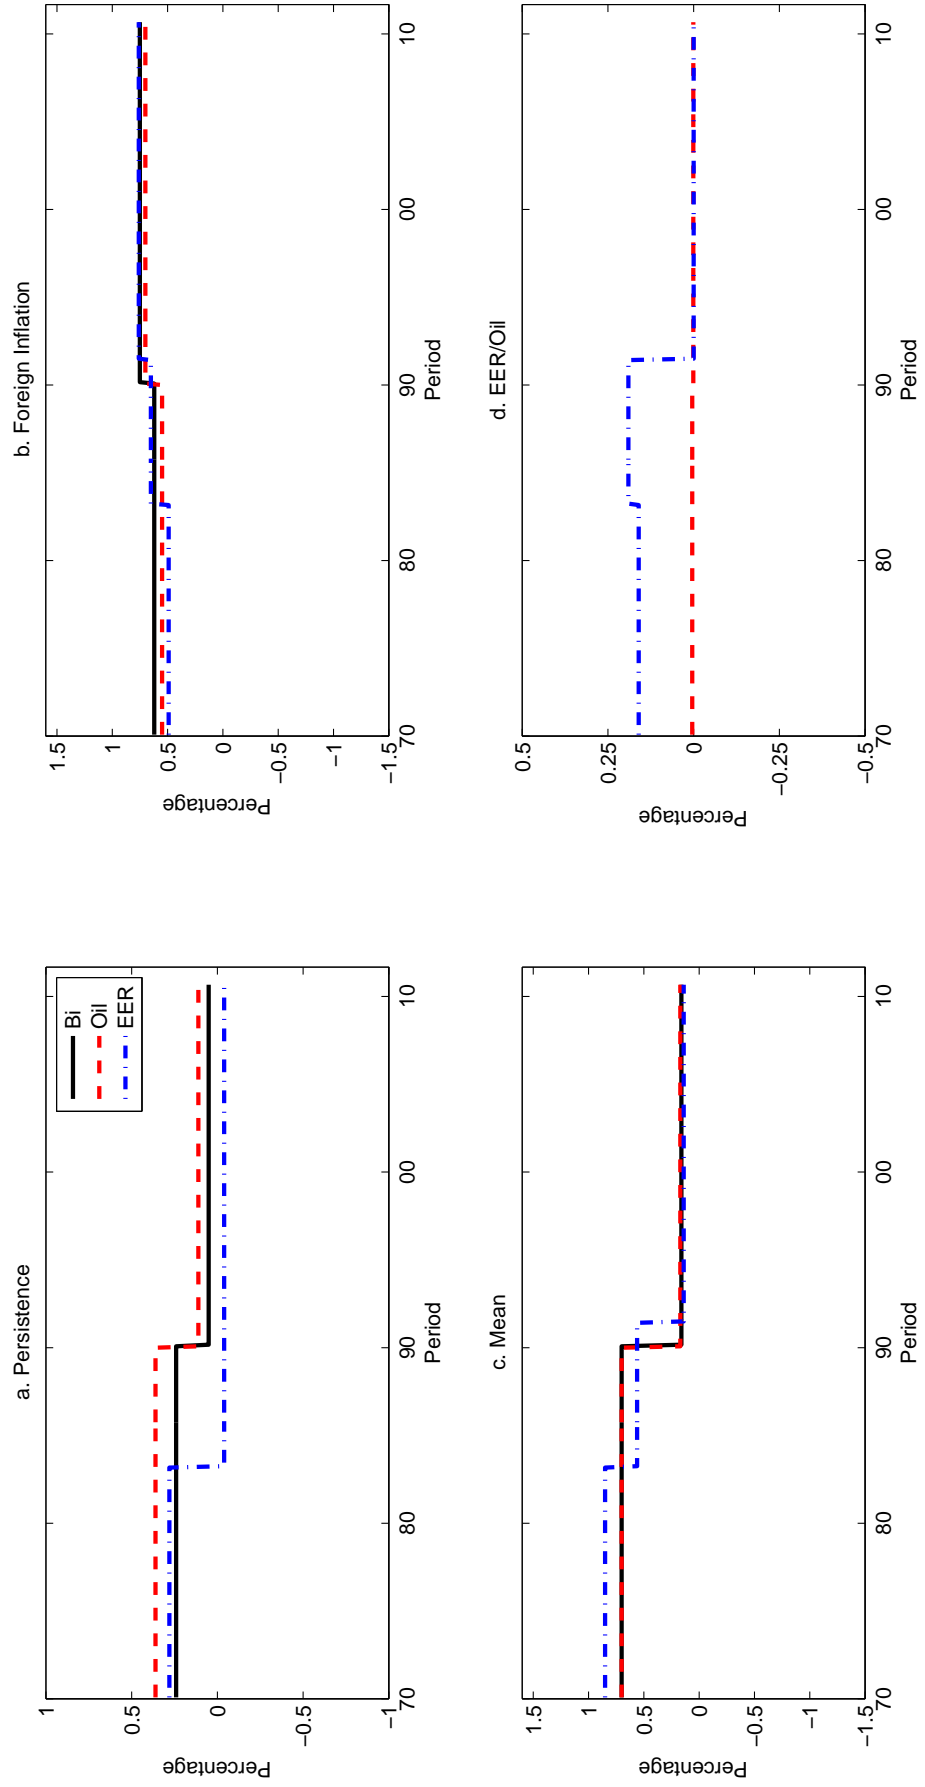 a. Persistence
1
0.5
0
−0.5
−1
Percentage
70
80
90
00
10
Period
Bi
Oil
EER
b. Foreign Inflation
1.5
1
0.5
0
−0.5
−1
−1.5
Percentage
70
80
90
00
10
Period
c. Mean
1.5
1
0.5
0
−0.5
−1
−1.5
Percentage
70
80
90
00
10
Period
d. EER/Oil
0.5
0.25
0
−0.25
−0.5
Percentage
70
80
90
00
10
Period